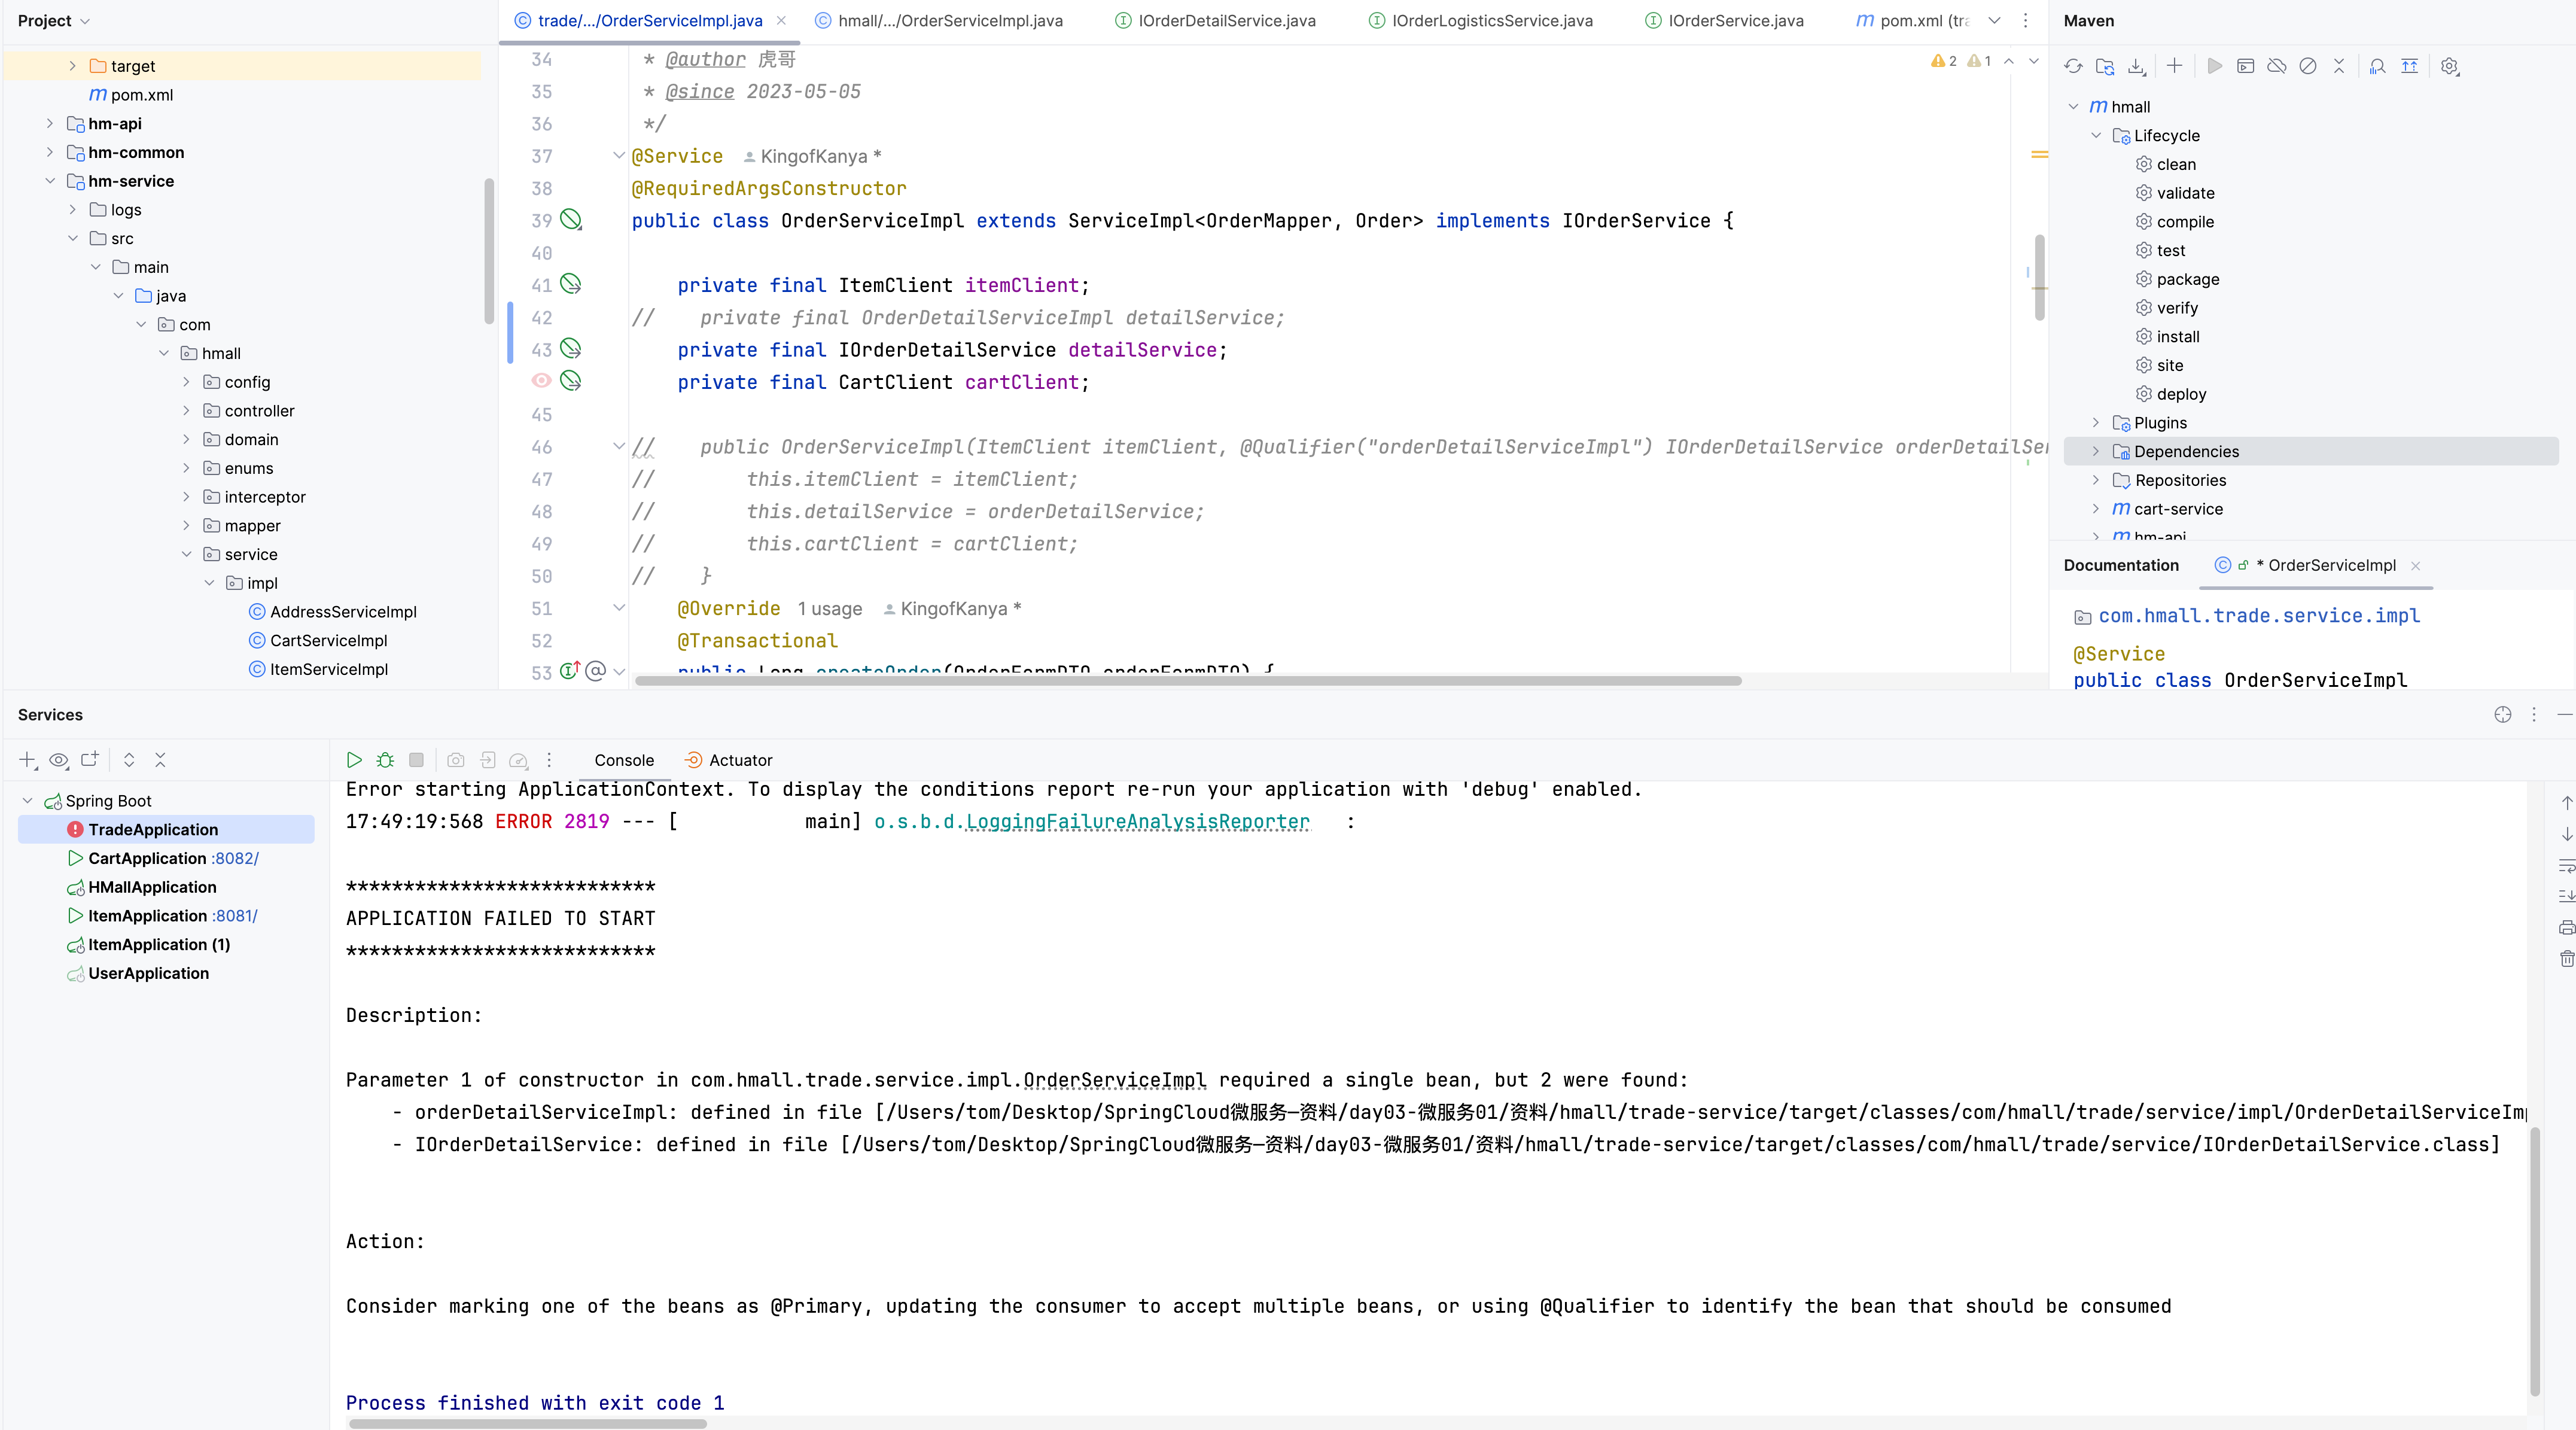 Project
trade/.../OrderServiceImpl.java
hmall/.../OrderServiceImpl.java
IOrderDetailService.java
IOrderLogisticsService.java
IOrderService.java
pom.xml (tra
Maven
target
pom.xml
hm-api
hm-common
hm-service
logs
src
main
java
com
hmall
config
controller
domain
enums
interceptor
mapper
service
impl
AddressServiceImpl
CartServiceImpl
ItemServiceImpl
2 1
34 * @author 虎哥
35 * @since 2023-05-05
36 */
37 @Service KingofKanya *
38 @RequiredArgsConstructor
39 public class OrderServiceImpl extends ServiceImpl<OrderMapper, Order> implements IOrderService {
40
41 private final ItemClient itemClient;
42 // private final OrderDetailServiceImpl detailService;
43 private final IOrderDetailService detailService;
private final CartClient cartClient;
45
46 // public OrderServiceImpl(ItemClient itemClient, @Qualifier("orderDetailServiceImpl") IOrderDetailService orderDetailSer
47 // this.itemClient = itemClient;
48 // this.detailService = orderDetailService;
49 // this.cartClient = cartClient;
50 // }
51 @Override 1 usage KingofKanya *
52 @Transactional
53 public Long createOrder(OrderFormDTO orderFormDTO) {
hmall
Lifecycle
clean
validate
compile
test
package
verify
install
site
deploy
Plugins
Dependencies
Repositories
cart-service
hm-api
Documentation
* OrderServiceImpl
com.hmall.trade.service.impl
@Service
public class OrderServiceImpl
Services
Console
Actuator
Spring Boot
TradeApplication
CartApplication :8082/
HMallApplication
ItemApplication :8081/
ItemApplication (1)
UserApplication
Error starting ApplicationContext. To display the conditions report re-run your application with 'debug' enabled.
17:49:19:568 ERROR 2819 --- [ main] o.s.b.d.LoggingFailureAnalysisReporter :
***************************
APPLICATION FAILED TO START
***************************
Description:
Parameter 1 of constructor in com.hmall.trade.service.impl.OrderServiceImpl required a single bean, but 2 were found:
- orderDetailServiceImpl: defined in file [/Users/tom/Desktop/SpringCloud微服务—资料/day03-微服务01/资料/hmall/trade-service/target/classes/com/hmall/trade/service/impl/OrderDetailServiceImp
- IOrderDetailService: defined in file [/Users/tom/Desktop/SpringCloud微服务—资料/day03-微服务01/资料/hmall/trade-service/target/classes/com/hmall/trade/service/IOrderDetailService.class]
Action:
Consider marking one of the beans as @Primary, updating the consumer to accept multiple beans, or using @Qualifier to identify the bean that should be consumed
Process finished with exit code 1